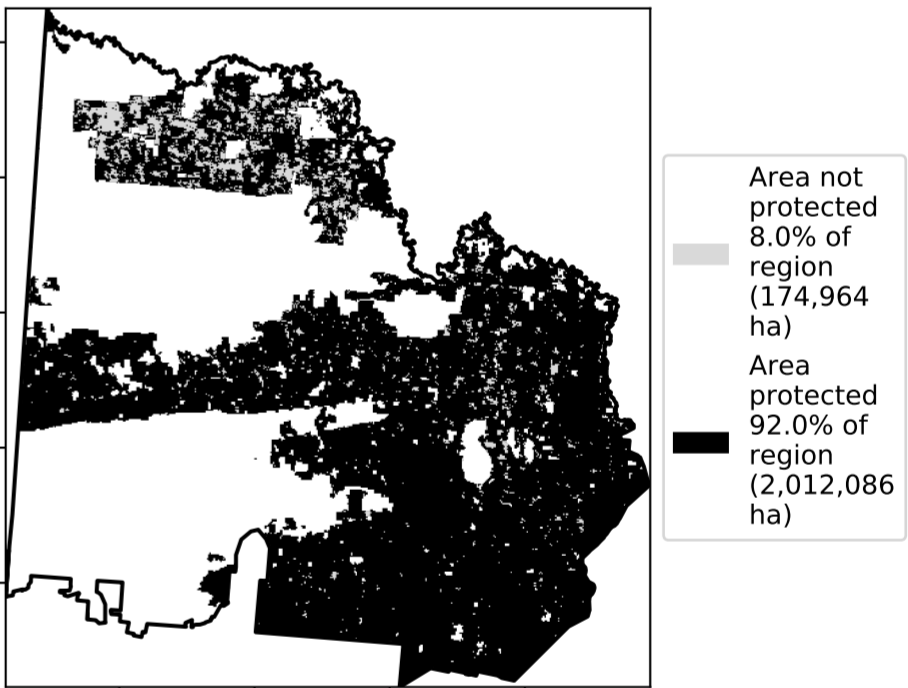 Area not
protected
8.0% of
region
(174,964
ha)
Area
protected
92.0% of
region
(2,012,086
ha)